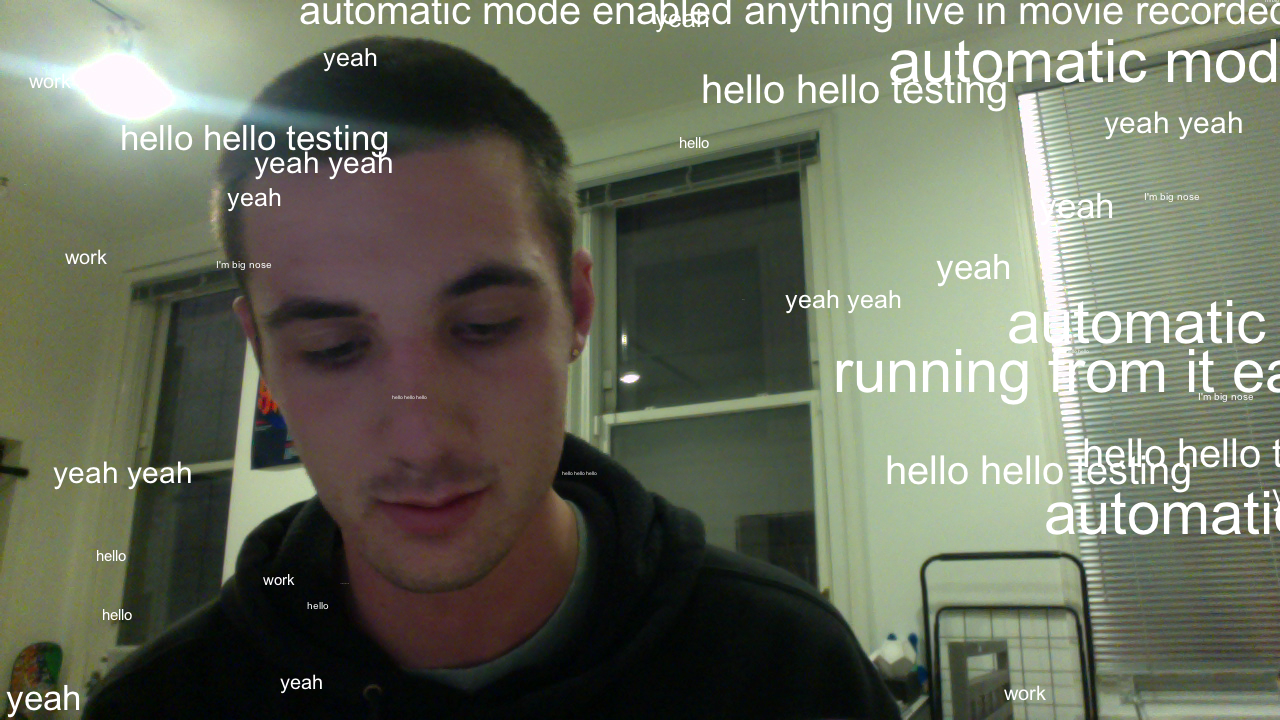 automatic mode enabled anything live in movie recorded
yeah
yeah
automatic mod
work
hello hello testing
yeah yeah
hello hello testing
hello
yeah yeah
yeah
I'm big nose
yeah
work
I'm big nose
yeah
yeah yeah
automatic
running from it ea
hello hello hello
I'm big nose
hello hello t
hello hello testing
yeah yeah
hello hello hello
automatic
hello
work
hello
hello
yeah
work
yeah